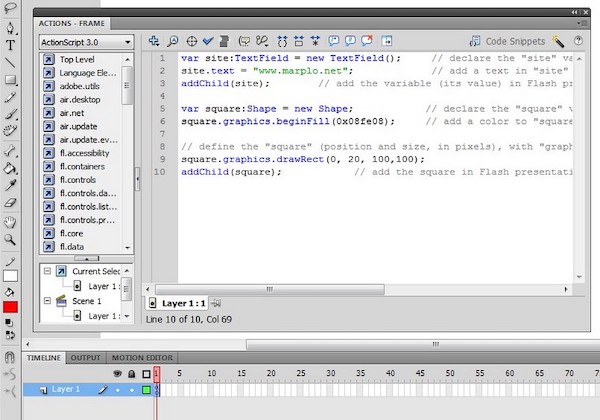 ACTIONS - FRAME
ActionScript 3.0
Code Snippets
Top Level
Language Ele...
adobe.utils
air.desktop
air.net
air.update
air.update.ev...
fl.accessibility
fl.containers
fl.controls
fl.controls.da...
fl.controls.list...
fl.controls.pr...
fl.core
fl.data
1 var site:TextField = new TextField(); // declare the "site" va
2 site.text = "www.marplo.net"; // add a text in "site"
3 addChild(site); // add the variable (its value) in Flash pr
4
5 var square:Shape = new Shape; // declare the "square" v
6 square.graphics.beginFill(0x08fe08); // add a color to "square
7
8 // define the "square" (position and size, in pixels), with "graph
9 square.graphics.drawRect(0, 20, 100,100);
10 addChild(square); // add the square in Flash presentati
Current Selec
Layer 1 :
Scene 1
Layer 1 :
Layer 1 : 1
Line 10 of 10, Col 69
TIMELINE OUTPUT MOTION EDITOR
1 5 10 15 20 25 30 35 40 45 50 55 60 65 70 75
Layer 1